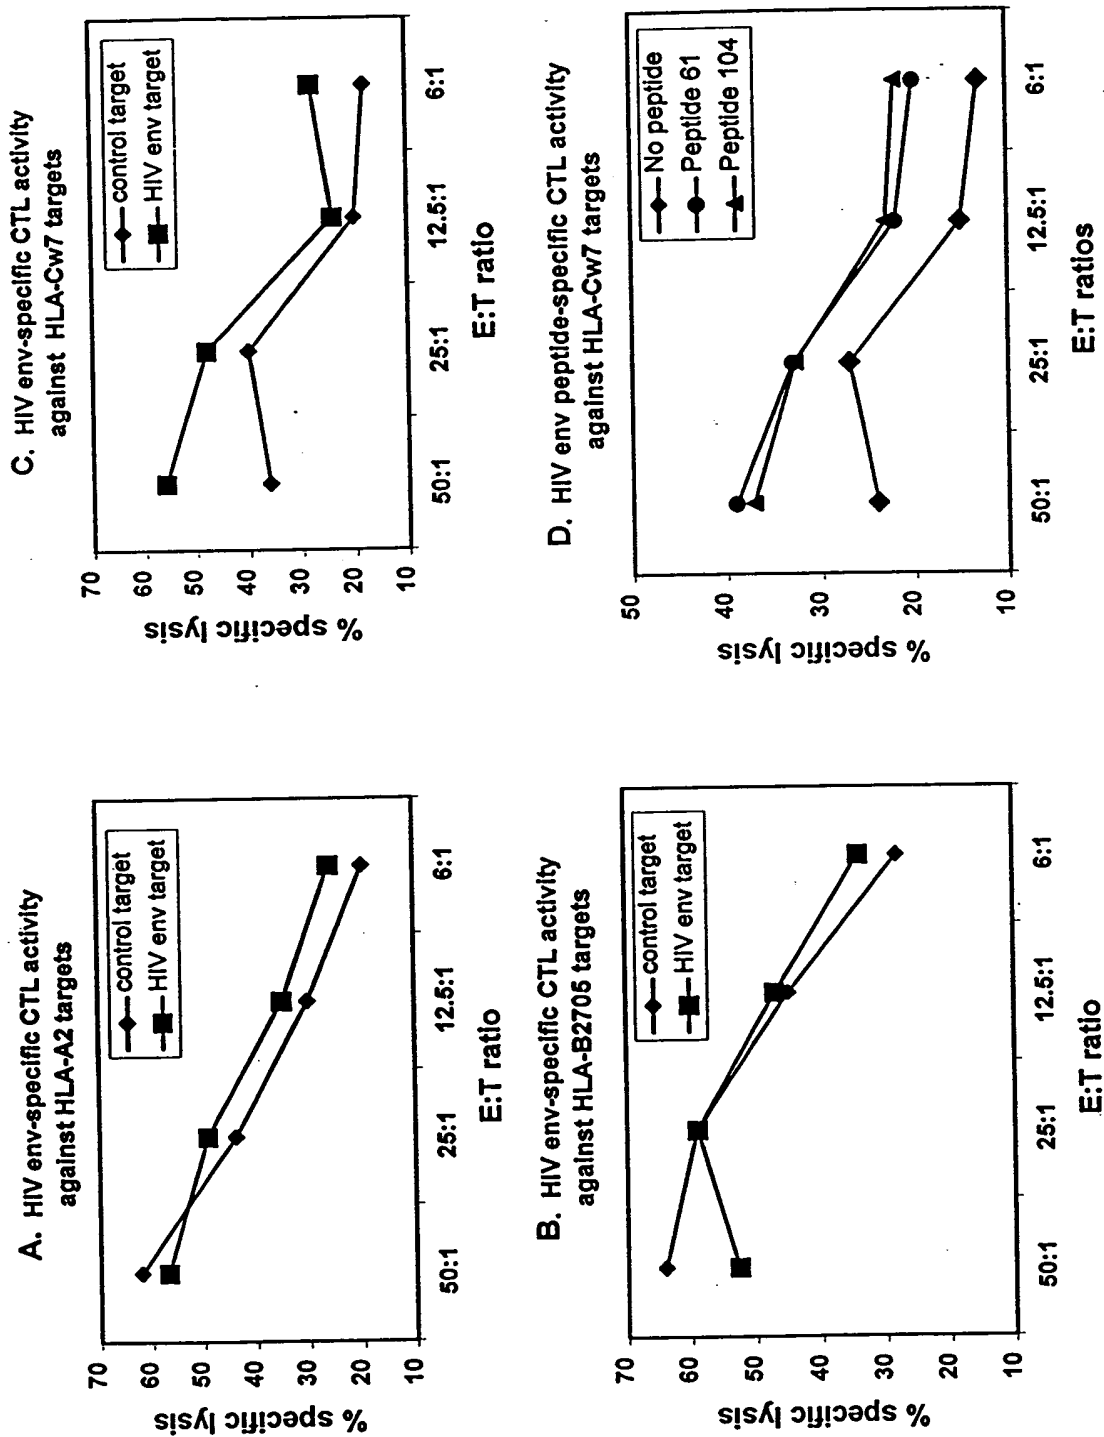 A. HIV env-specific CTL activity
against HLA-A2 targets
control target
HIV env target
70
60
50
40
30
20
10
% specific lysis
50:1
25:1
12.5:1
6:1
E:T ratio
B. HIV env-specific CTL activity
against HLA-B2705 targets
control target
HIV env target
70
60
50
40
30
20
10
% specific lysis
50:1
25:1
12.5:1
6:1
E:T ratio
C. HIV env-specific CTL activity
against HLA-Cw7 targets
control target
HIV env target
70
60
50
40
30
20
10
% specific lysis
50:1
25:1
12.5:1
6:1
E:T ratio
D. HIV env peptide-specific CTL activity
against HLA-Cw7 targets
No peptide
Peptide 61
Peptide 104
50
40
30
20
10
% specific lysis
50:1
25:1
12.5:1
6:1
E:T ratios